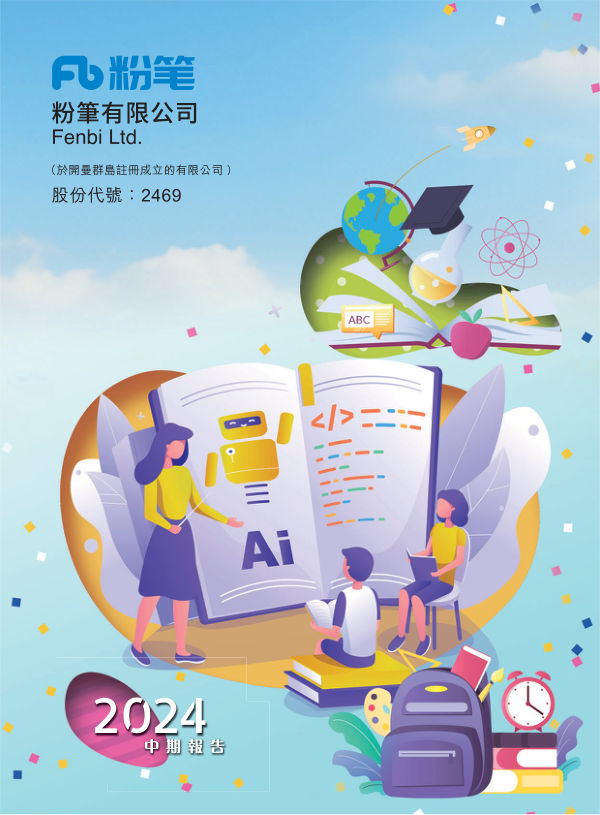 Fb 粉笔
粉筆有限公司
Fenbi Ltd.
（於開曼群島註冊成立的有限公司）
股份代號：2469
ABC
</>
Ai
2024
中期報告